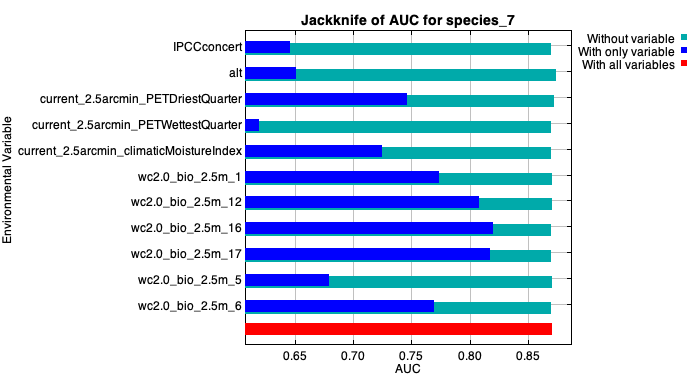 Jackknife of AUC for species_7
Without variable
With only variable
With all variables
Environmental Variable
IPCCconcert
alt
current_2.5arcmin_PETDriestQuarter
current_2.5arcmin_PETWettestQuarter
current_2.5arcmin_climaticMoistureIndex
wc2.0_bio_2.5m_1
wc2.0_bio_2.5m_12
wc2.0_bio_2.5m_16
wc2.0_bio_2.5m_17
wc2.0_bio_2.5m_5
wc2.0_bio_2.5m_6
0.65 0.70 0.75 0.80 0.85
AUC